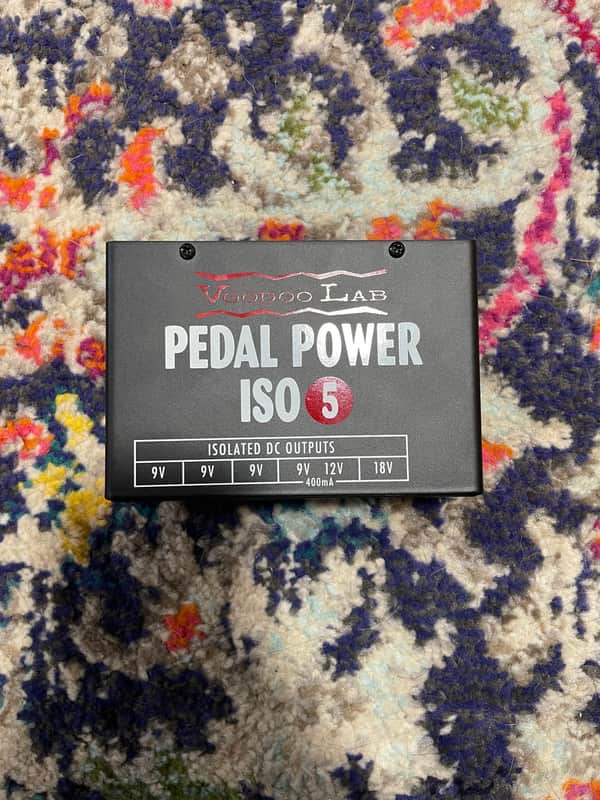 VOODOO LAB
PEDAL POWER
ISO 5
ISOLATED DC OUTPUTS
9V 9V 9V 9V 12V 18V
400mA